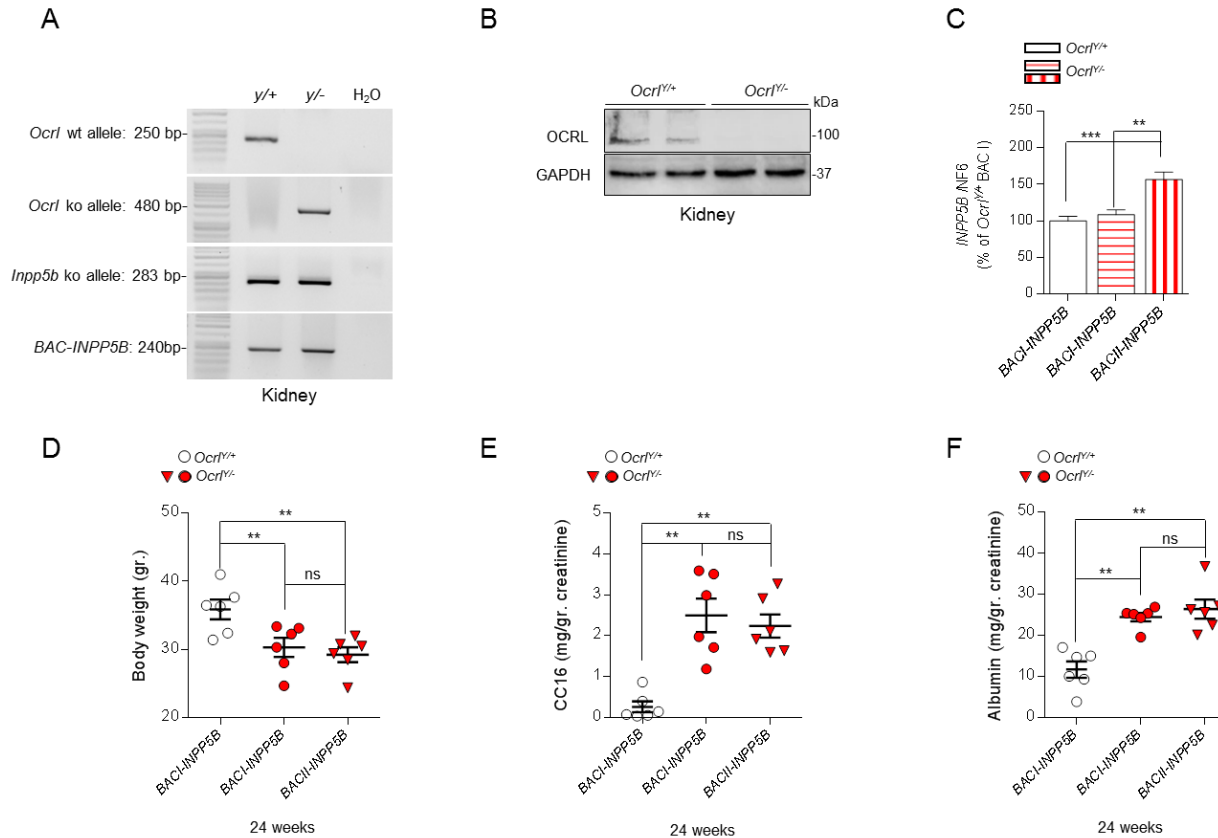 A
y/+ y/- H₂O
Ocrl wt allele: 250 bp-
Ocrl ko allele: 480 bp-
Inpp5b ko allele: 283 bp-
BAC-INPP5B: 240bp-
Kidney
B
OcrlY/+ OcrlY/- kDa
OCRL -100
GAPDH -37
Kidney
C
OcrlY/+
OcrlY/-
INPP5B /NF6
(% of OcrlY/+ BAC I)
250
200
150
100
50
0
*** **
BACI-INPP5B BACI-INPP5B BACII-INPP5B
D
OcrlY/+
OcrlY/-
Body weight (gr.)
50
40
30
20
**
**
ns
BACI-INPP5B BACI-INPP5B BACII-INPP5B
24 weeks
E
OcrlY/+
OcrlY/-
CC16 (mg/gr. creatinine)
5
4
3
2
1
0
**
** ns
BACI-INPP5B BACI-INPP5B BACII-INPP5B
24 weeks
F
OcrlY/+
OcrlY/-
Albumin (mg/gr. creatinine)
50
40
30
20
10
0
**
ns
**
BACI-INPP5B BACI-INPP5B BACII-INPP5B
24 weeks